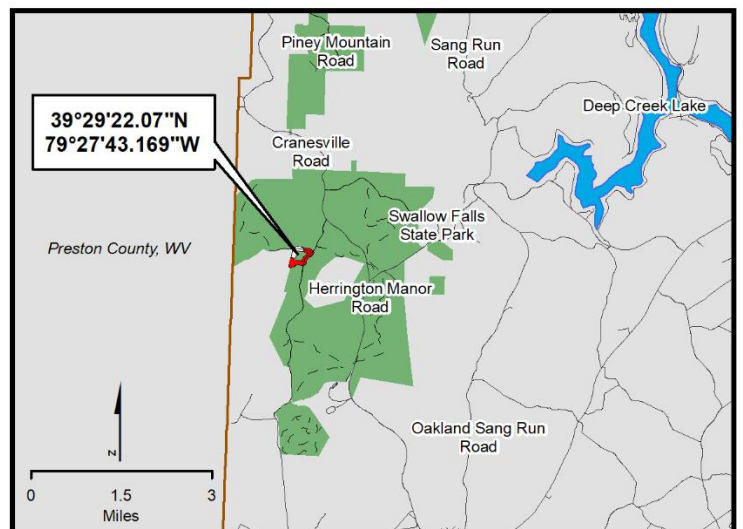 Piney Mountain
Road
Sang Run
Road
39°29'22.07"N
79°27'43.169"W
Deep Creek Lake
Cranesville
Road
Swallow Falls
State Park
Preston County, WV
Herrington Manor
Road
Oakland Sang Run
Road
N
0 1.5 3
Miles